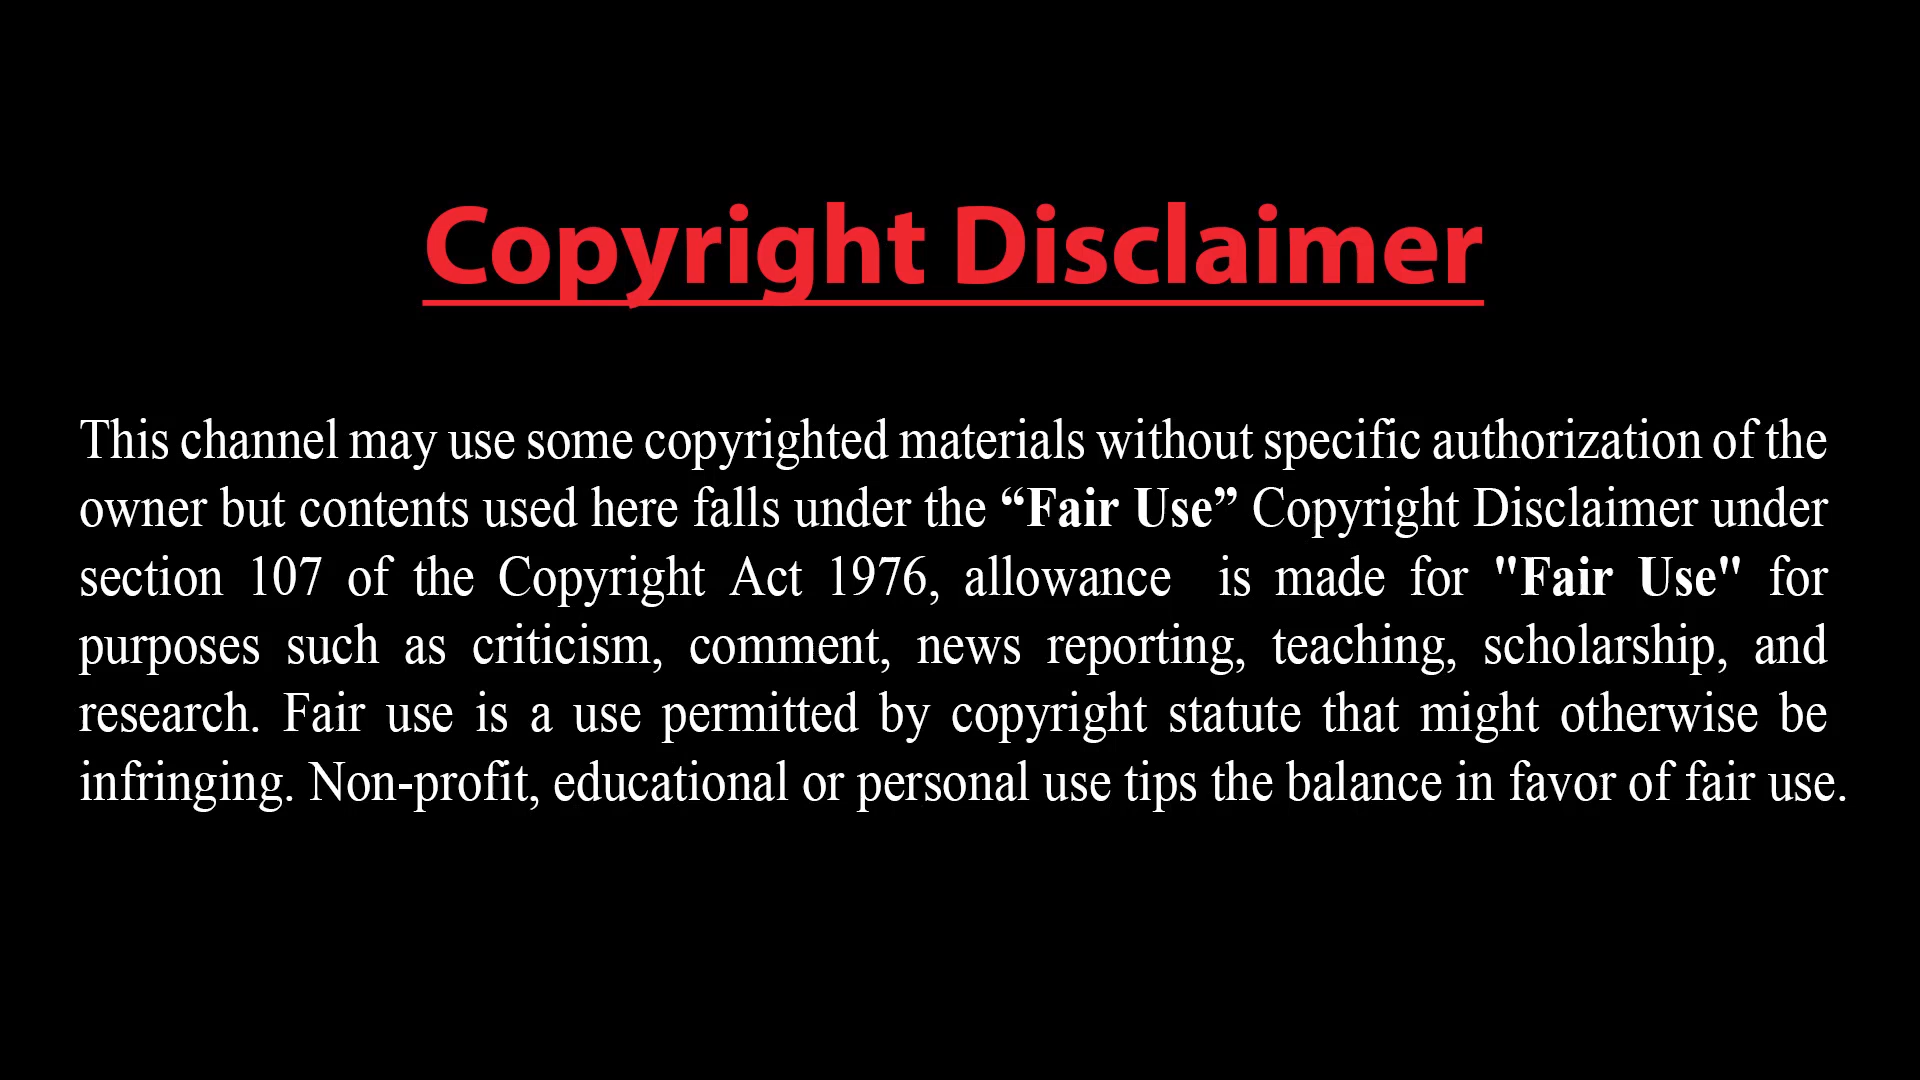 Copyright Disclaimer
This channel may use some copyrighted materials without specific authorization of the
owner but contents used here falls under the “Fair Use” Copyright Disclaimer under
section 107 of the Copyright Act 1976, allowance is made for "Fair Use" for
purposes such as criticism, comment, news reporting, teaching, scholarship, and
research. Fair use is a use permitted by copyright statute that might otherwise be
infringing. Non-profit, educational or personal use tips the balance in favor of fair use.